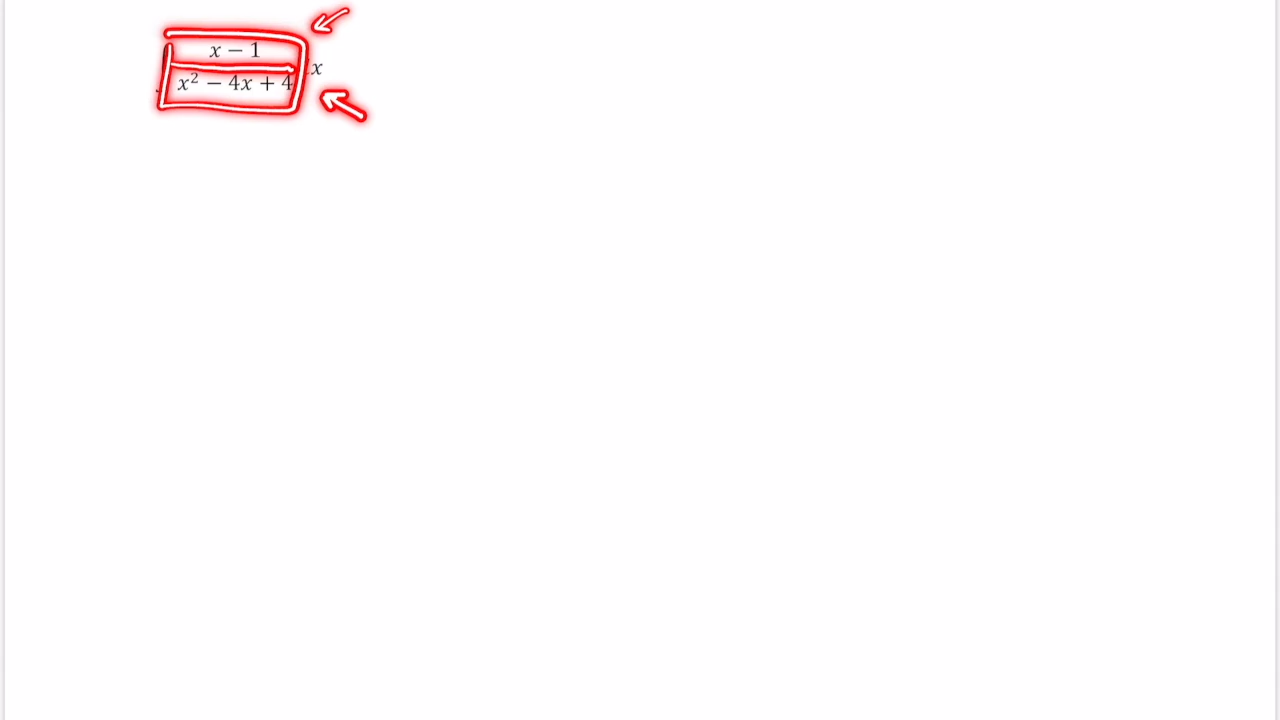 x − 1
x² − 4x + 4
x